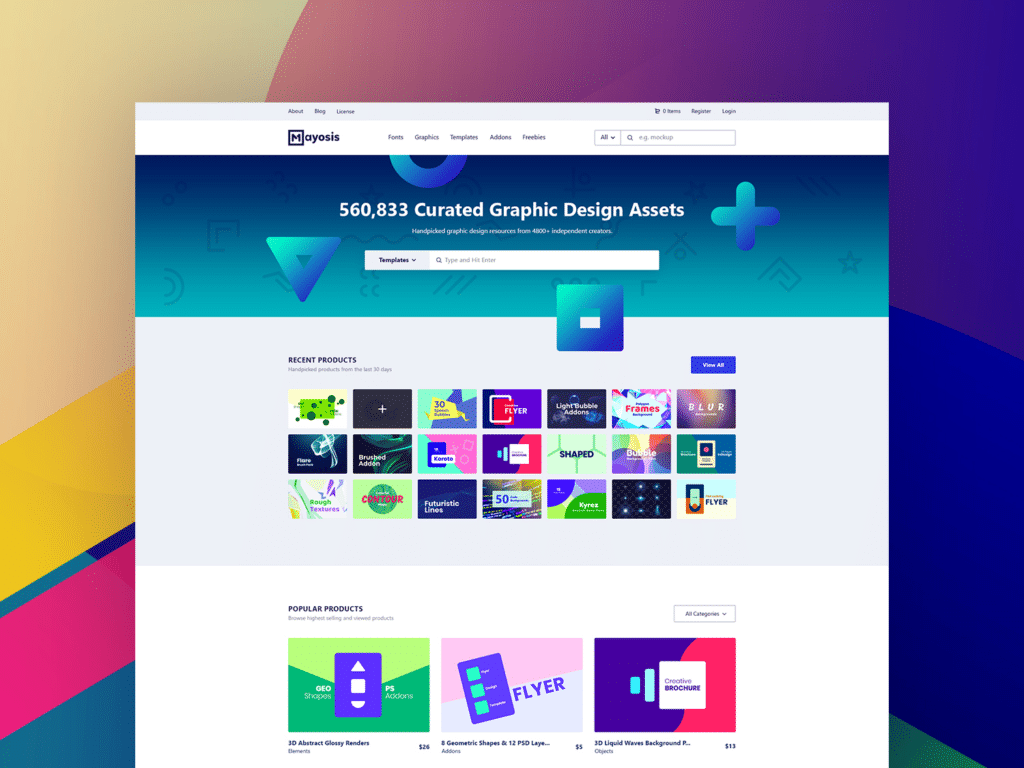 About Blog License
0 Items Register Login
Mayosis
Fonts Graphics Templates Addons Freebies
All e.g. mockup
560,833 Curated Graphic Design Assets
Handpicked graphic design resources from 4800+ independent creators.
Templates Type and Hit Enter
RECENT PRODUCTS
Handpicked products from the last 30 days
View All
30
Speech
Bubbles
FLYER
Light Bubble
Addons
Frames
BLUR
Flare
Brushed
Addon
Koroto
Creative
BROCHURE
SHAPED
Bubble
Rough
Textures
CONTOUR
Futuristic
Lines
50
Kyrez
FLYER
POPULAR PRODUCTS
Browse highest selling and viewed products
All Categories
GEO
Shapes
PS
Addons
Flyer
Design
Templates
FLYER
Creative
BROCHURE
3D Abstract Glossy Renders
Elements
$26
8 Geometric Shapes & 12 PSD Laye...
Addons
$5
3D Liquid Waves Background P...
Objects
$13